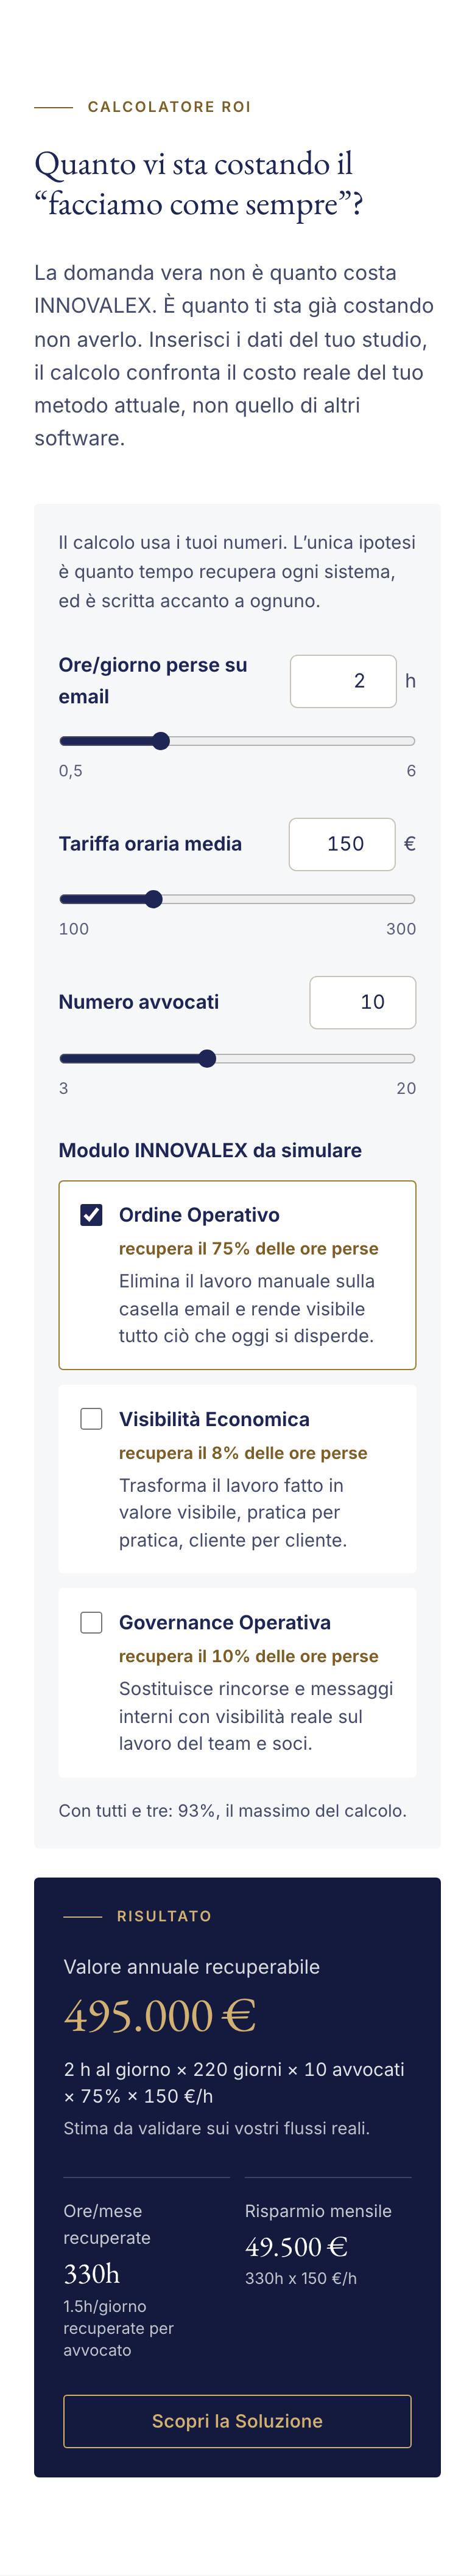 CALCOLATORE ROI
Quanto vi sta costando il
“facciamo come sempre”?
La domanda vera non è quanto costa
INNOVALEX. È quanto ti sta già costando
non averlo. Inserisci i dati del tuo studio,
il calcolo confronta il costo reale del tuo
metodo attuale, non quello di altri
software.
Il calcolo usa i tuoi numeri. L’unica ipotesi
è quanto tempo recupera ogni sistema,
ed è scritta accanto a ognuno.
Ore/giorno perse su
email
2 h
0,5 6
Tariffa oraria media 150 €
100 300
Numero avvocati 10
3 20
Modulo INNOVALEX da simulare
Ordine Operativo
recupera il 75% delle ore perse
Elimina il lavoro manuale sulla
casella email e rende visibile
tutto ciò che oggi si disperde.
Visibilità Economica
recupera il 8% delle ore perse
Trasforma il lavoro fatto in
valore visibile, pratica per
pratica, cliente per cliente.
Governance Operativa
recupera il 10% delle ore perse
Sostituisce rincorse e messaggi
interni con visibilità reale sul
lavoro del team e soci.
Con tutti e tre: 93%, il massimo del calcolo.
RISULTATO
Valore annuale recuperabile
495.000 €
2 h al giorno × 220 giorni × 10 avvocati
× 75% × 150 €/h
Stima da validare sui vostri flussi reali.
Ore/mese
recuperate
330h
1.5h/giorno
recuperate per
avvocato
Risparmio mensile
49.500 €
330h x 150 €/h
Scopri la Soluzione